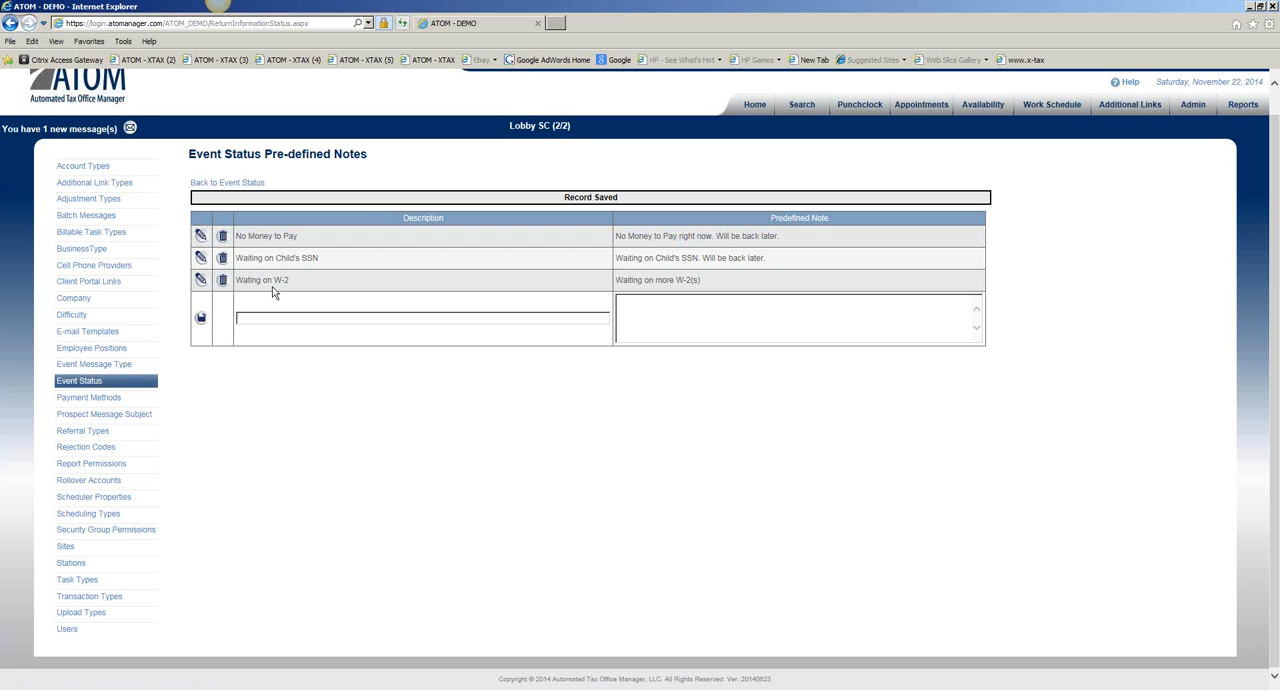 ATOM - DEMO - Internet Explorer
https://login.atomanager.com/ATOM_DEMO/ReturnInformationStatus.aspx
ATOM - DEMO
File Edit View Favorites Tools Help
Citrix Access Gateway ATOM - XTAX (2) ATOM - XTAX (3) ATOM - XTAX (4) ATOM - XTAX (5) ATOM - XTAX Ebay Google AdWords Home Google HP - See What's Hot HP Games New Tab Suggested Sites Web Slice Gallery www.x-tax
ATOM
Automated Tax Office Manager
Help Saturday, November 22, 2014
Home Search Punchclock Appointments Availability Work Schedule Additional Links Admin Reports
You have 1 new message(s)
Lobby SC (2/2)
Account Types
Additional Link Types
Adjustment Types
Batch Messages
Billable Task Types
BusinessType
Cell Phone Providers
Client Portal Links
Company
Difficulty
E-mail Templates
Employee Positions
Event Message Type
Event Status
Payment Methods
Prospect Message Subject
Referral Types
Rejection Codes
Report Permissions
Rollover Accounts
Scheduler Properties
Scheduling Types
Security Group Permissions
Sites
Stations
Task Types
Transaction Types
Upload Types
Users
Event Status Pre-defined Notes
Back to Event Status
Record Saved
Description Predefined Note
No Money to Pay No Money to Pay right now. Will be back later.
Waiting on Child's SSN Waiting on Child's SSN. Will be back later.
Wating on W-2 Waiting on more W-2(s)
Copyright © 2014 Automated Tax Office Manager, LLC. All Rights Reserved. Ver. 20140623